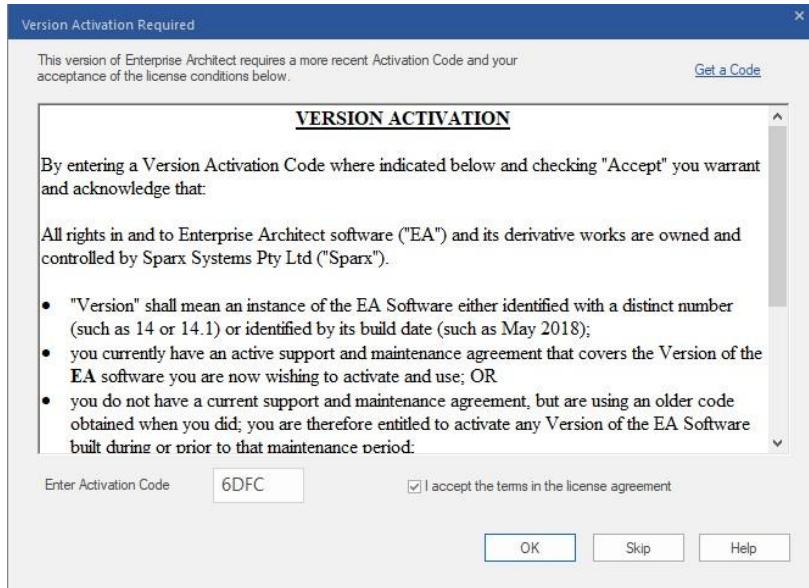 Version Activation Required
This version of Enterprise Architect requires a more recent Activation Code and your
acceptance of the license conditions below.
Get a Code
VERSION ACTIVATION
By entering a Version Activation Code where indicated below and checking "Accept" you warrant
and acknowledge that:
All rights in and to Enterprise Architect software ("EA") and its derivative works are owned and
controlled by Sparx Systems Pty Ltd ("Sparx").
• "Version" shall mean an instance of the EA Software either identified with a distinct number
(such as 14 or 14.1) or identified by its build date (such as May 2018);
• you currently have an active support and maintenance agreement that covers the Version of the
EA software you are now wishing to activate and use; OR
• you do not have a current support and maintenance agreement, but are using an older code
obtained when you did; you are therefore entitled to activate any Version of the EA Software
built during or prior to that maintenance period;
Enter Activation Code
6DFC
I accept the terms in the license agreement
OK
Skip
Help